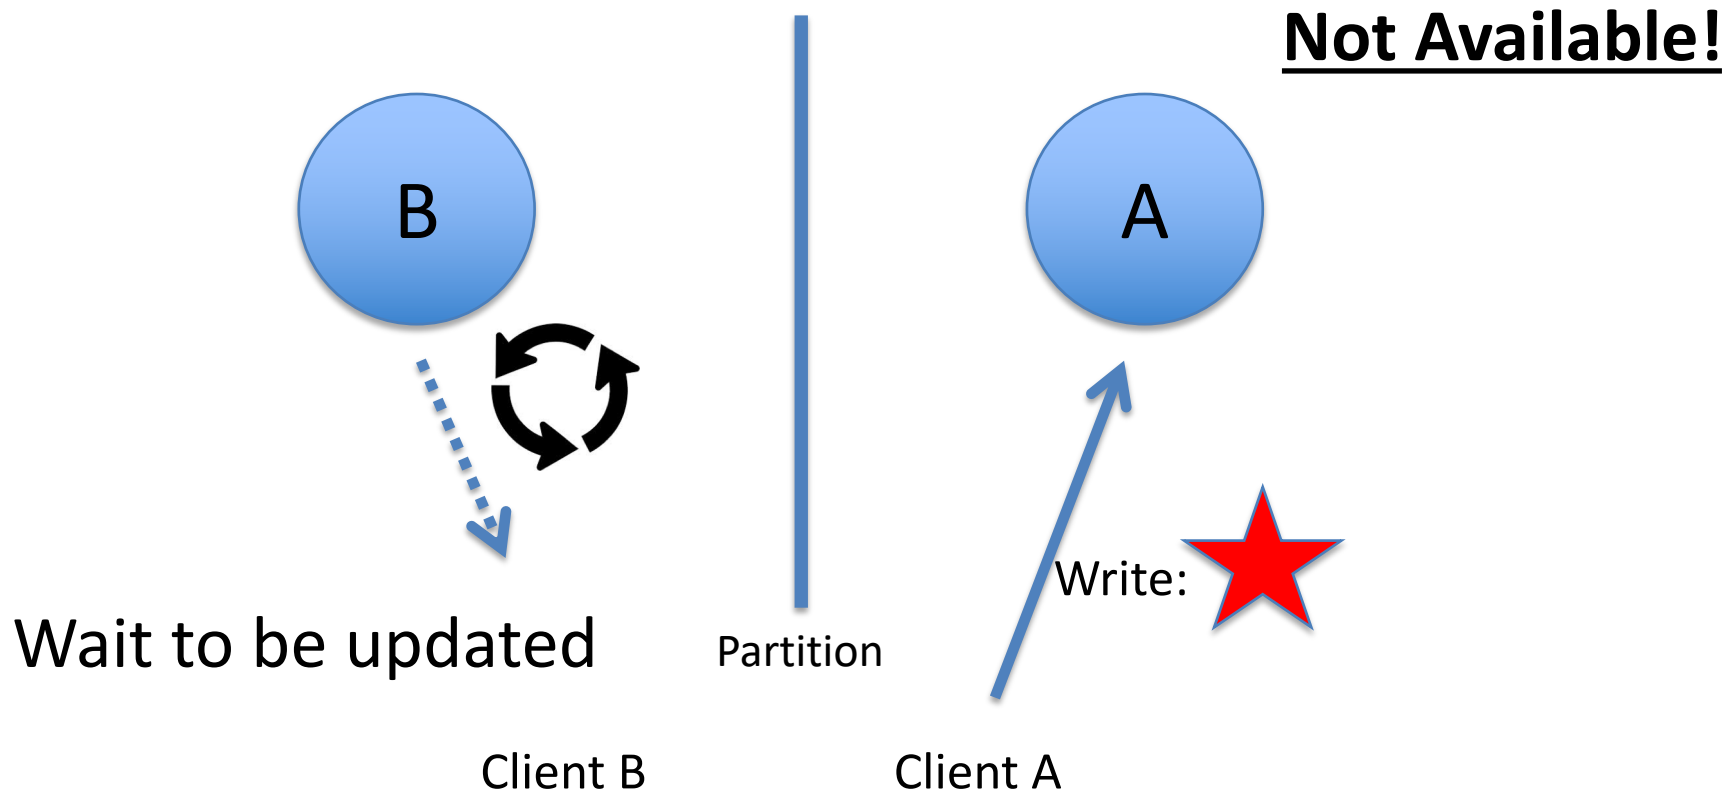 Not Available!
B
A
Write:
Wait to be updated
Partition
Client B
Client A